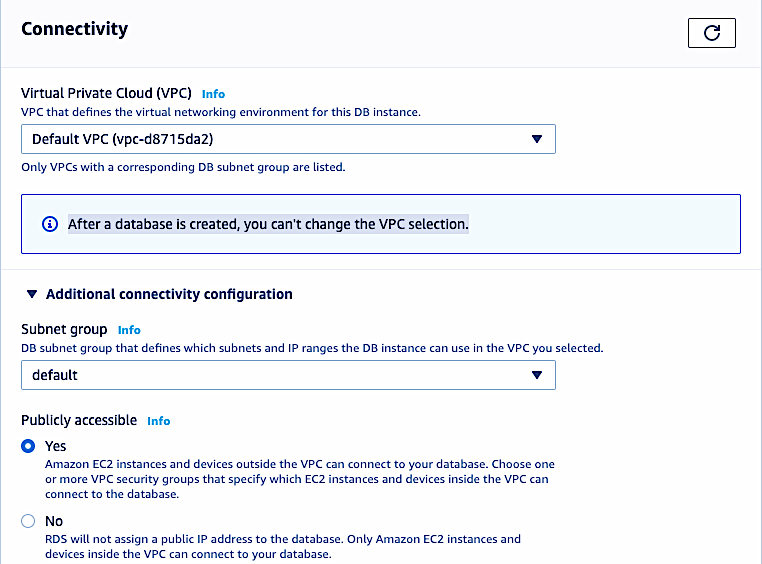 Connectivity
Virtual Private Cloud (VPC) Info
VPC that defines the virtual networking environment for this DB instance.
Default VPC (vpc-d8715da2)
Only VPCs with a corresponding DB subnet group are listed.
After a database is created, you can't change the VPC selection.
Additional connectivity configuration
Subnet group Info
DB subnet group that defines which subnets and IP ranges the DB instance can use in the VPC you selected.
default
Publicly accessible Info
Yes
Amazon EC2 instances and devices outside the VPC can connect to your database. Choose one
or more VPC security groups that specify which EC2 instances and devices inside the VPC can
connect to the database.
No
RDS will not assign a public IP address to the database. Only Amazon EC2 instances and
devices inside the VPC can connect to your database.